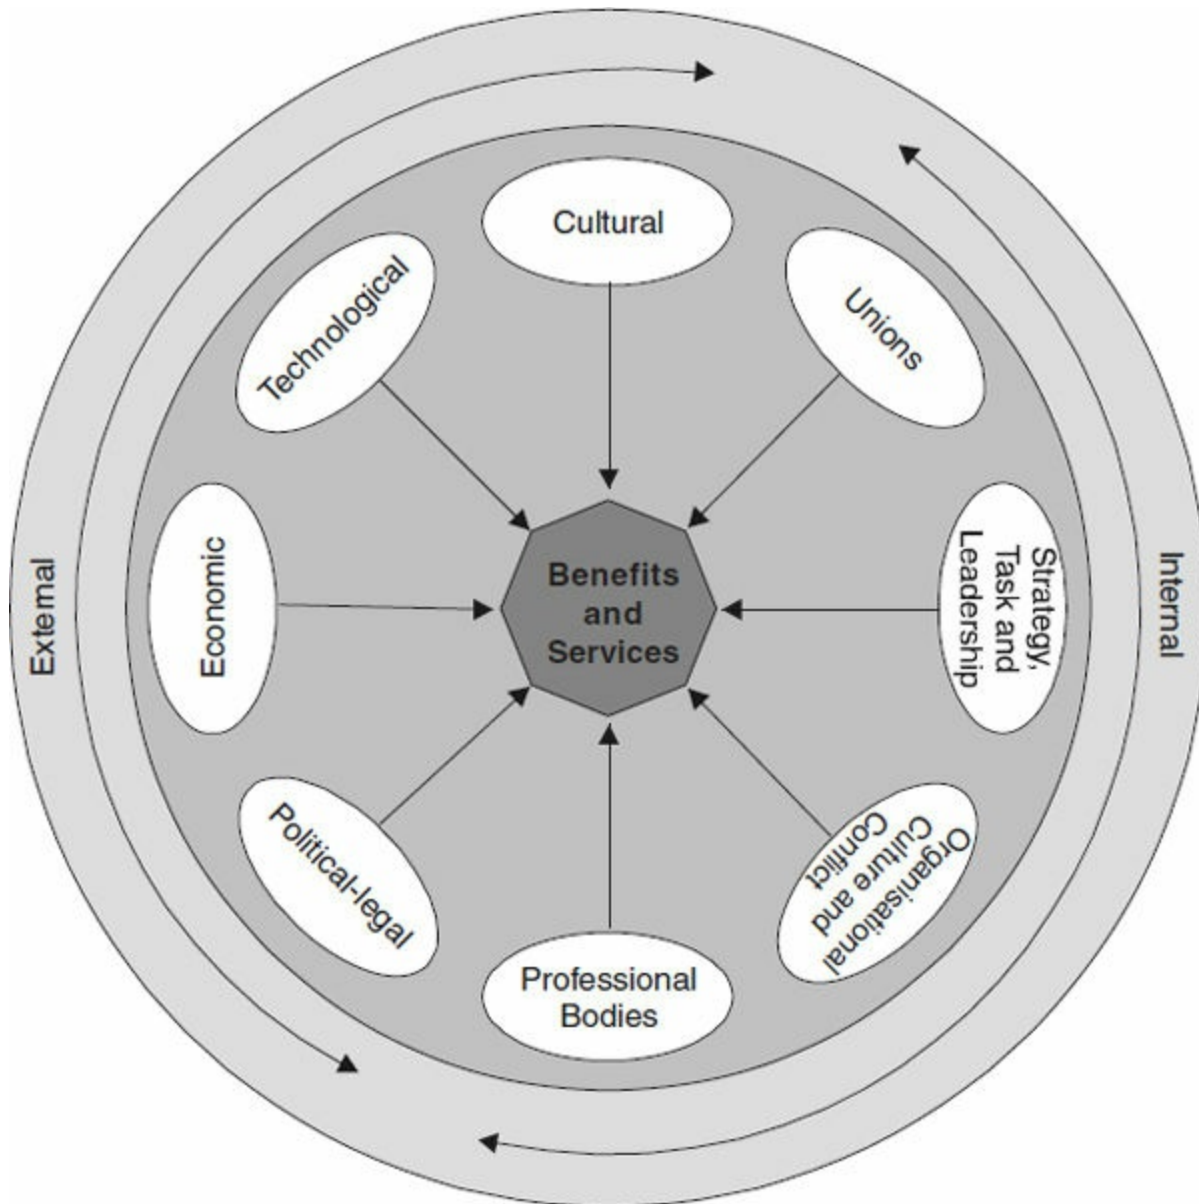 Cultural
Technological
Unions
Economic
Benefits
and
Services
Strategy,
Task and
Leadership
External
Internal
Political-legal
Organisational
Culture and
Conflict
Professional
Bodies